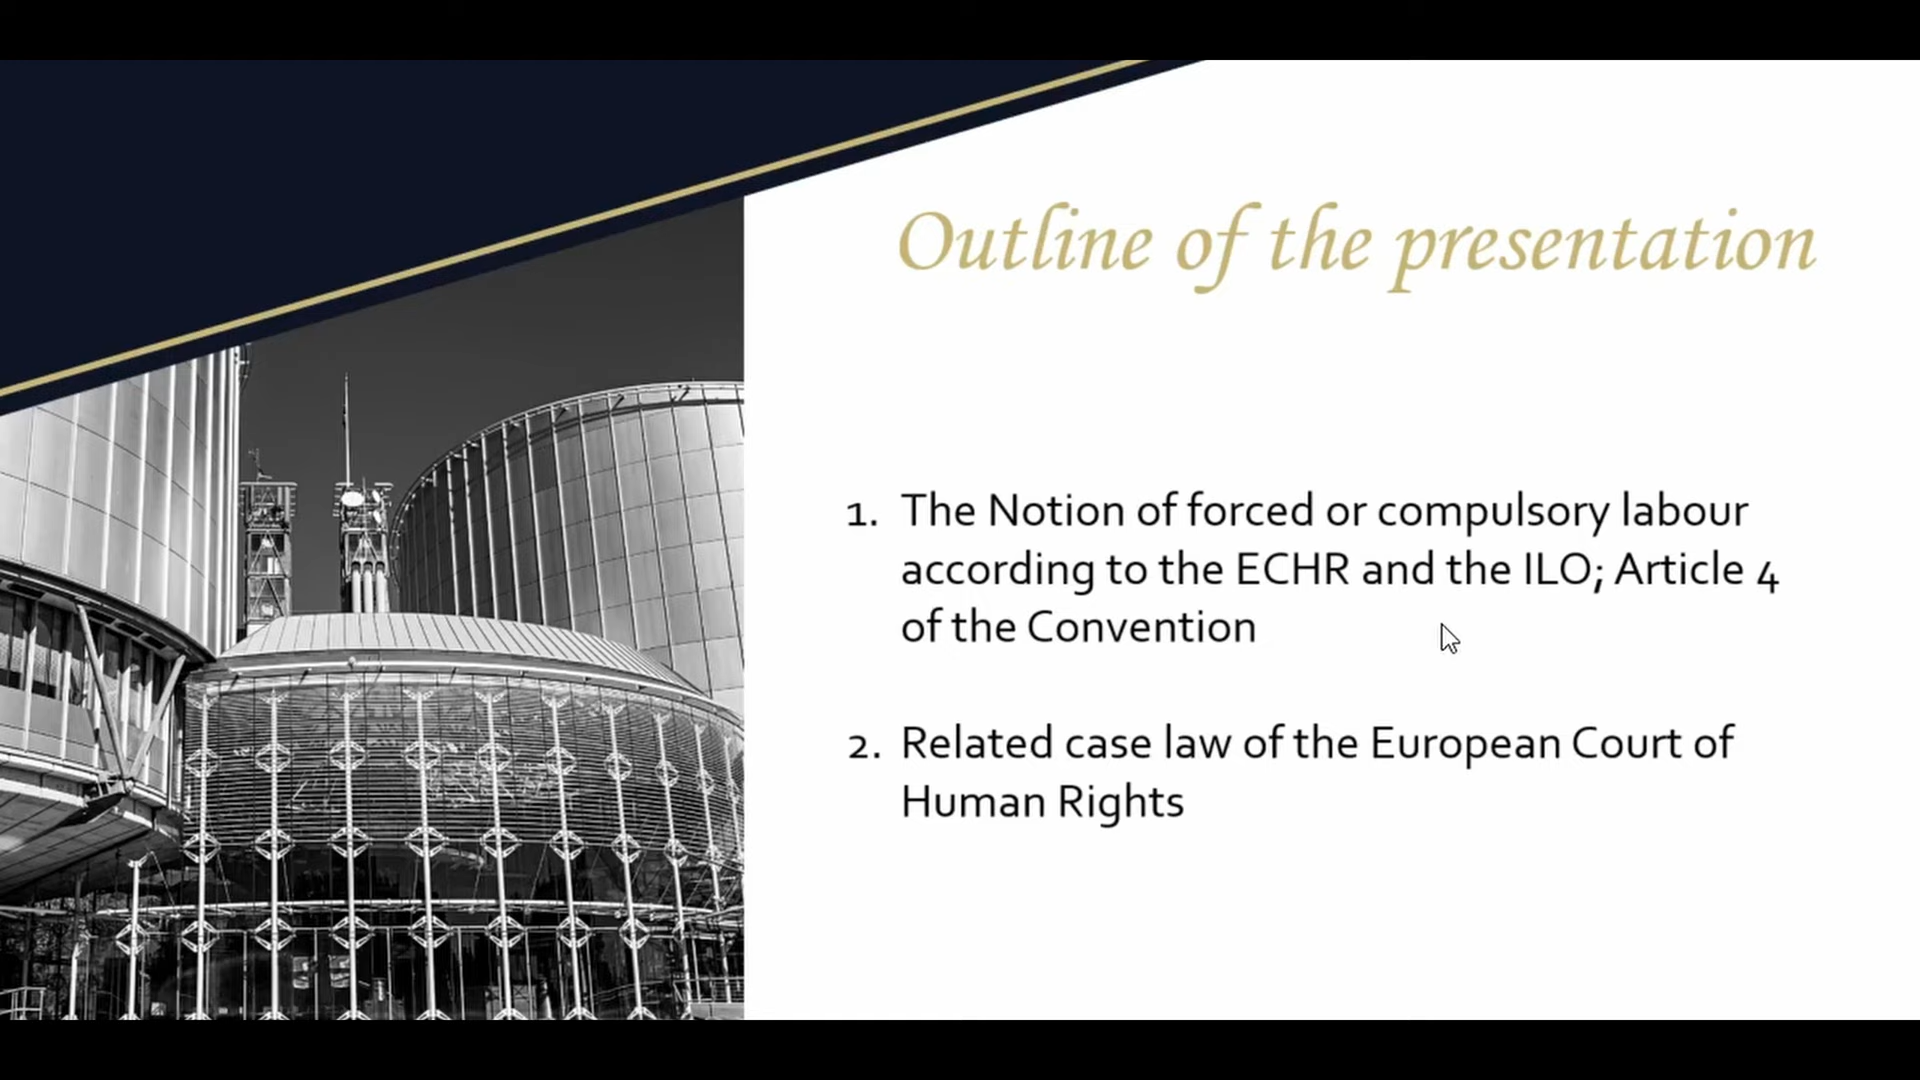 Outline of the presentation
1. The Notion of forced or compulsory labour
according to the ECHR and the ILO; Article 4
of the Convention
2. Related case law of the European Court of
Human Rights